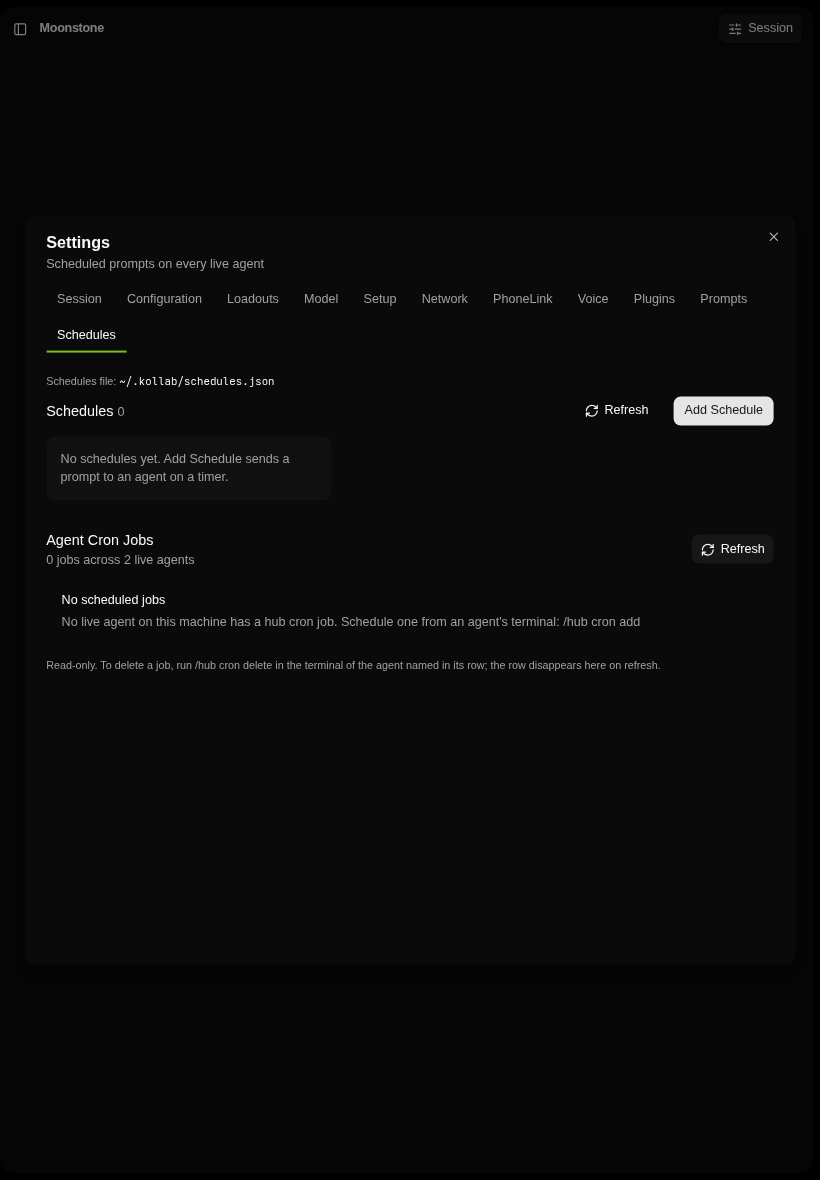 Moonstone
Session
Settings
Scheduled prompts on every live agent
Session Configuration Loadouts Model Setup Network PhoneLink Voice Plugins Prompts
Schedules
Schedules file: ~/.kollab/schedules.json
Schedules 0
Refresh
Add Schedule
No schedules yet. Add Schedule sends a
prompt to an agent on a timer.
Agent Cron Jobs
0 jobs across 2 live agents
Refresh
No scheduled jobs
No live agent on this machine has a hub cron job. Schedule one from an agent's terminal: /hub cron add
Read-only. To delete a job, run /hub cron delete in the terminal of the agent named in its row; the row disappears here on refresh.